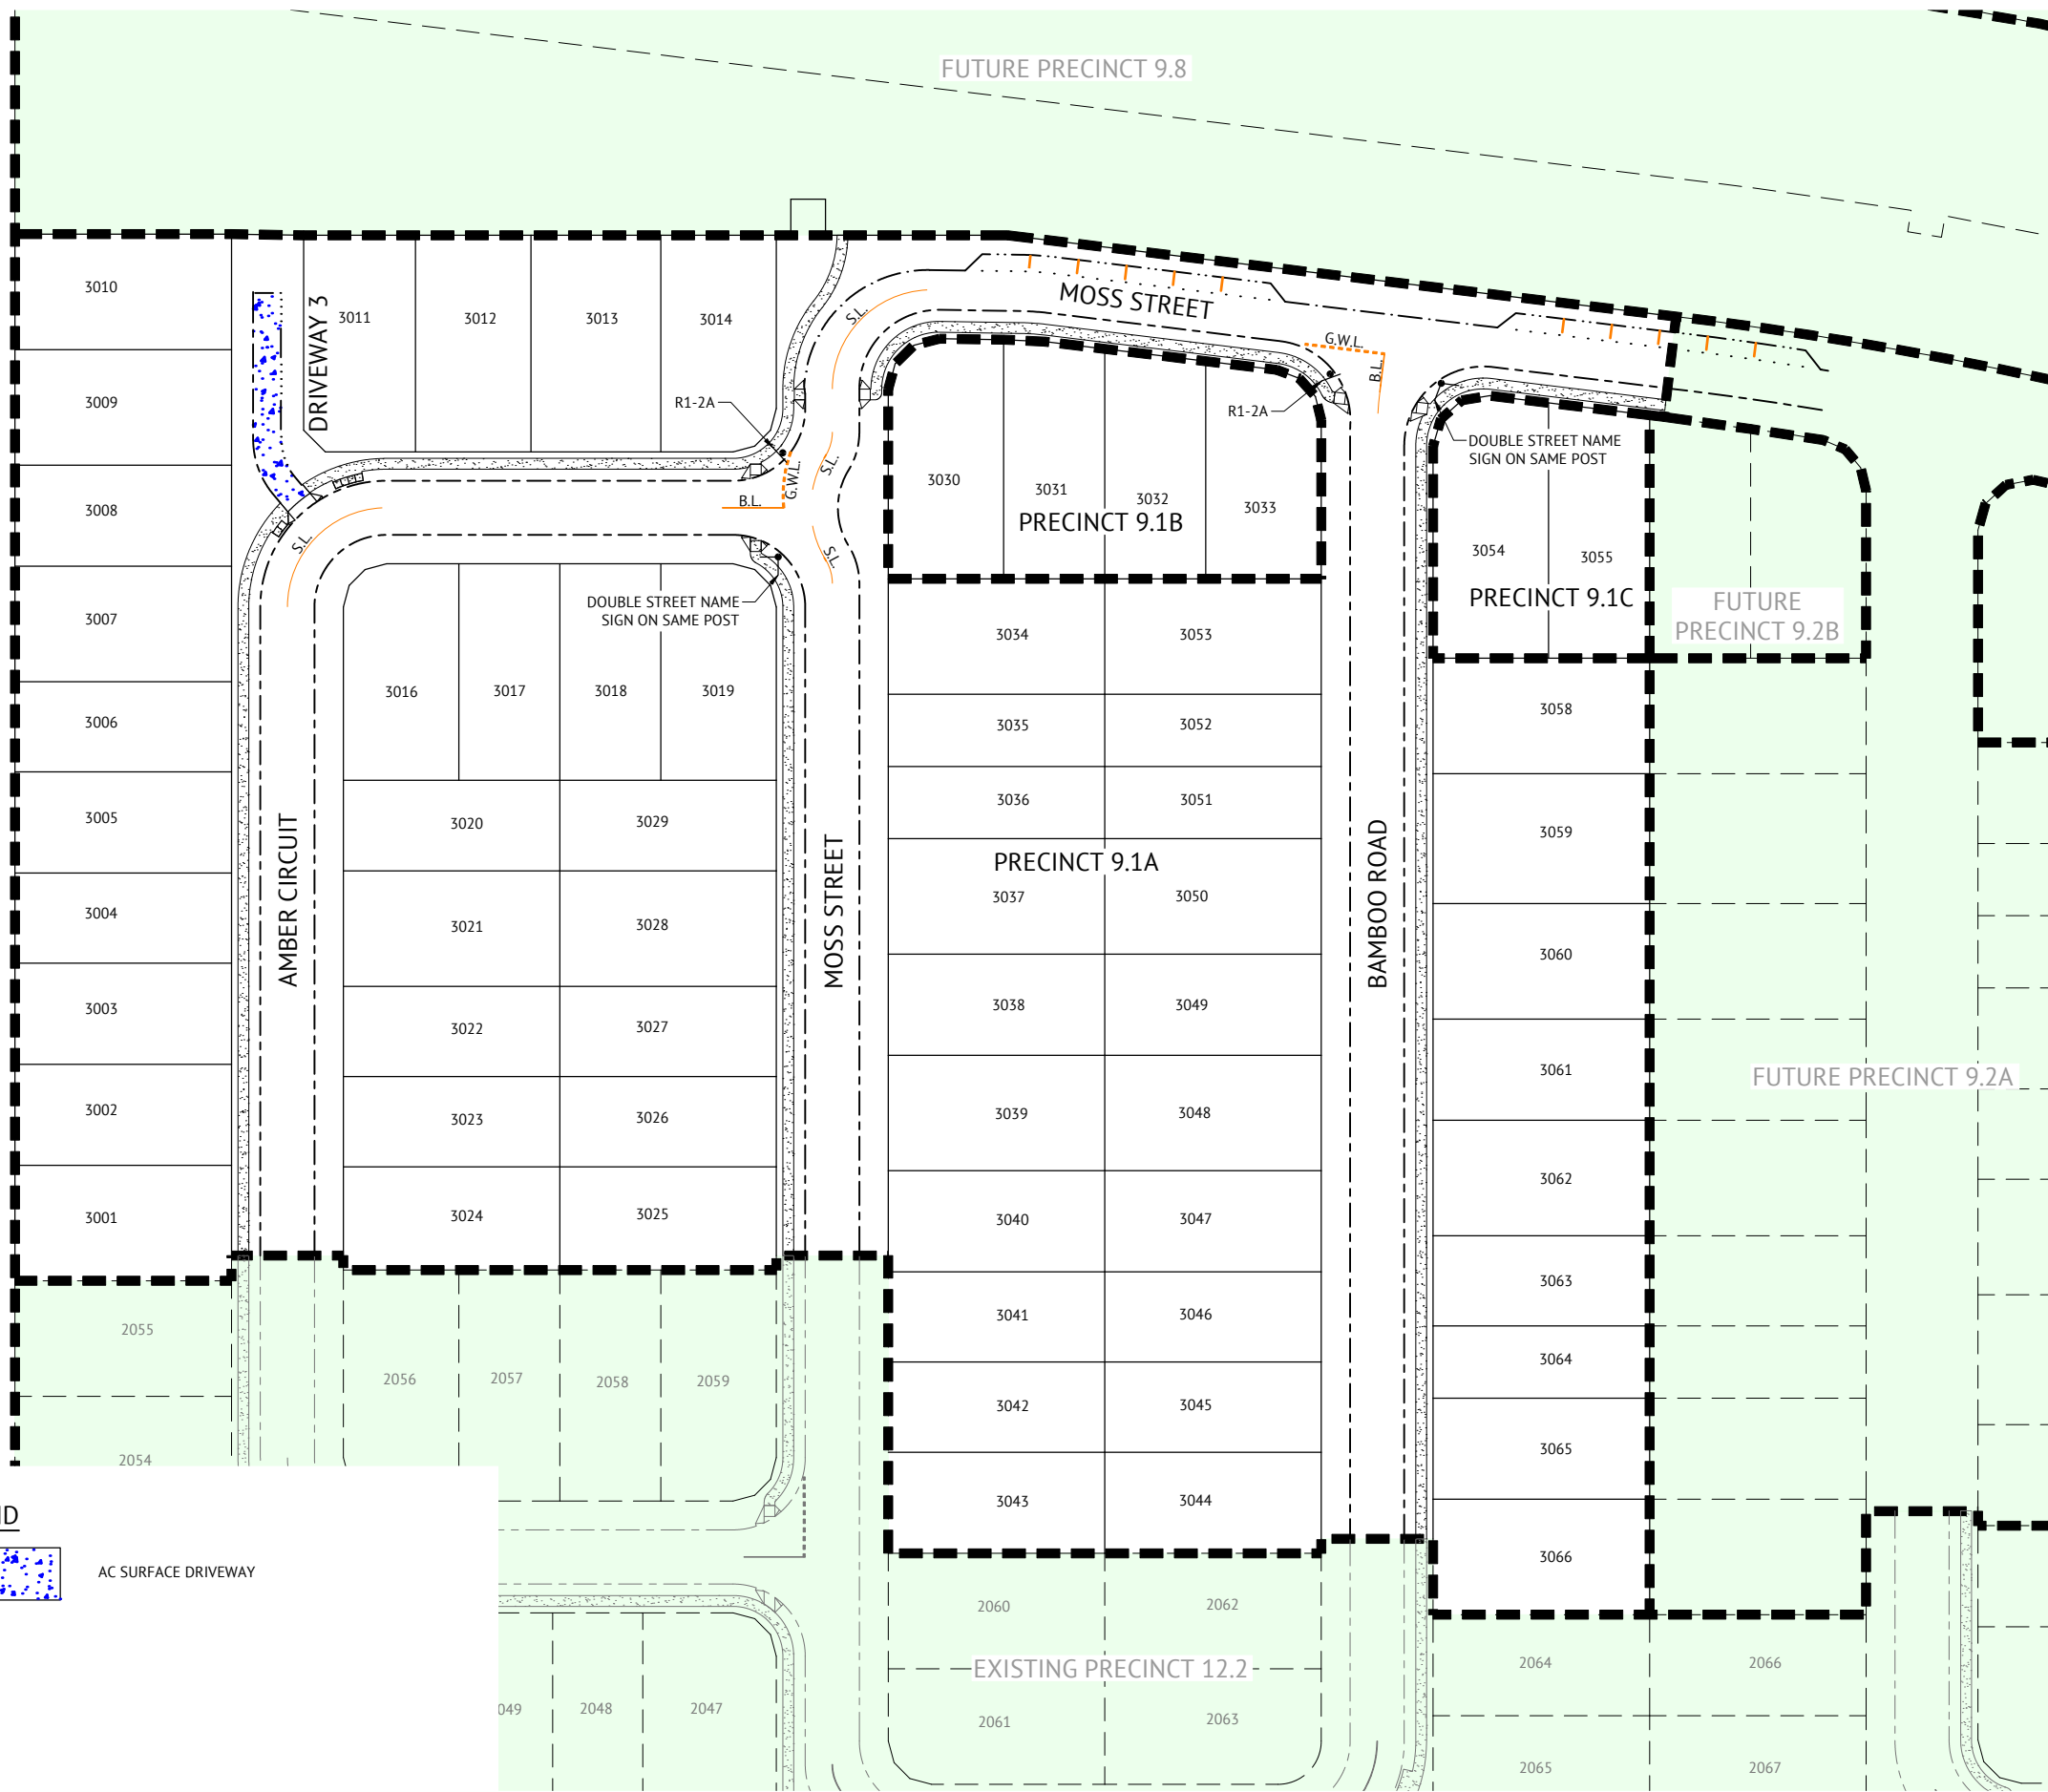 FUTURE PRECINCT 9.8
3010
3009
3008
3007
3006
3005
3004
3003
3002
3001
DRIVEWAY 3
3011
3012
3013
3014
R1-2A
S.L.
MOSS STREET
G.W.L.
B.L.
R1-2A
DOUBLE STREET NAME
SIGN ON SAME POST
S.L.
B.L.
G.W.L.
S.L.
S.L.
DOUBLE STREET NAME
SIGN ON SAME POST
3030
3031
3032
3033
PRECINCT 9.1B
3054
3055
PRECINCT 9.1C
FUTURE
PRECINCT 9.2B
3016
3017
3018
3019
3020
3029
3021
3028
3022
3027
3023
3026
3024
3025
AMBER CIRCUIT
MOSS STREET
BAMBOO ROAD
3034
3053
3035
3052
3036
3051
PRECINCT 9.1A
3037
3050
3038
3049
3039
3048
3040
3047
3041
3046
3042
3045
3043
3044
3058
3059
3060
3061
3062
3063
3064
3065
3066
FUTURE PRECINCT 9.2A
2055
2054
2056
2057
2058
2059
ND
AC SURFACE DRIVEWAY
049
2048
2047
2060
2062
EXISTING PRECINCT 12.2
2061
2063
2064
2066
2065
2067